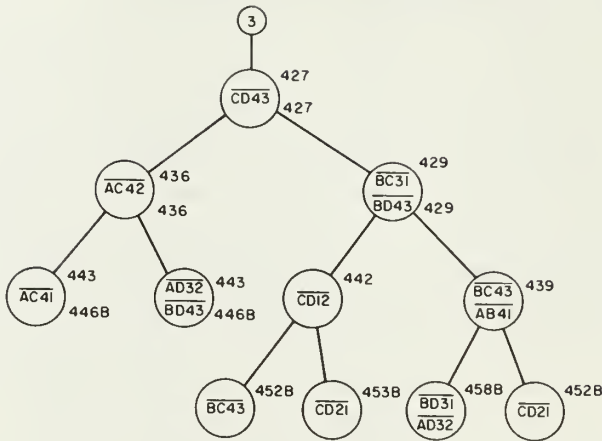 3
427
CD43
427
436
AC42
436
429
BC31
BD43
429
443
AC41
446B
443
AD32
BD43
446B
442
CD12
439
BC43
AB41
452B
BC43
453B
CD21
458B
BD31
AD32
452B
CD21